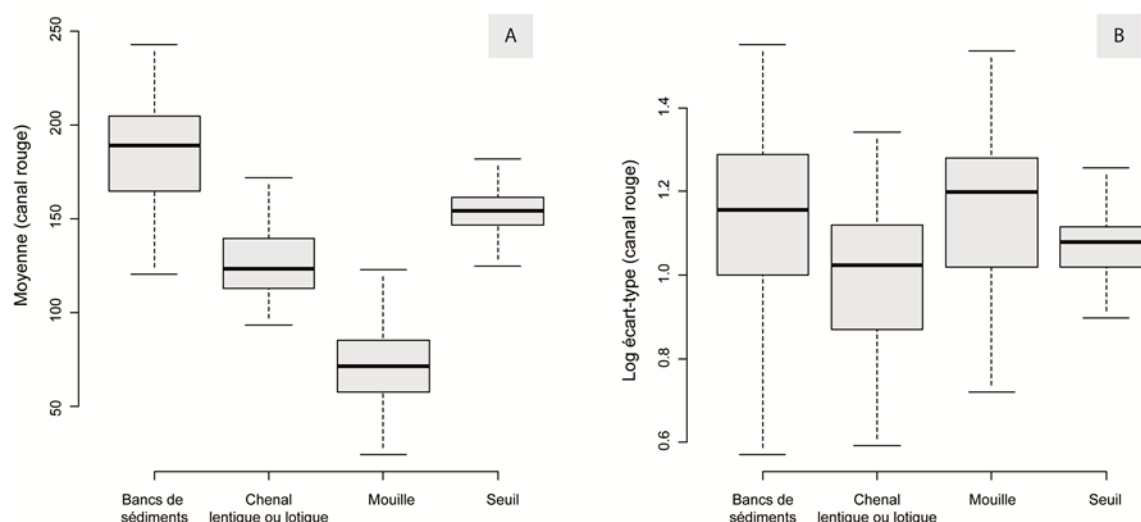 A
Moyenne (canal rouge)
250
200
150
100
50
Bancs de
sédiments
Chenal
lentique ou lotique
Mouille
Seuil
B
Log écart-type (canal rouge)
1.4
1.2
1.0
0.8
0.6
Bancs de
sédiments
Chenal
lentique ou lotique
Mouille
Seuil